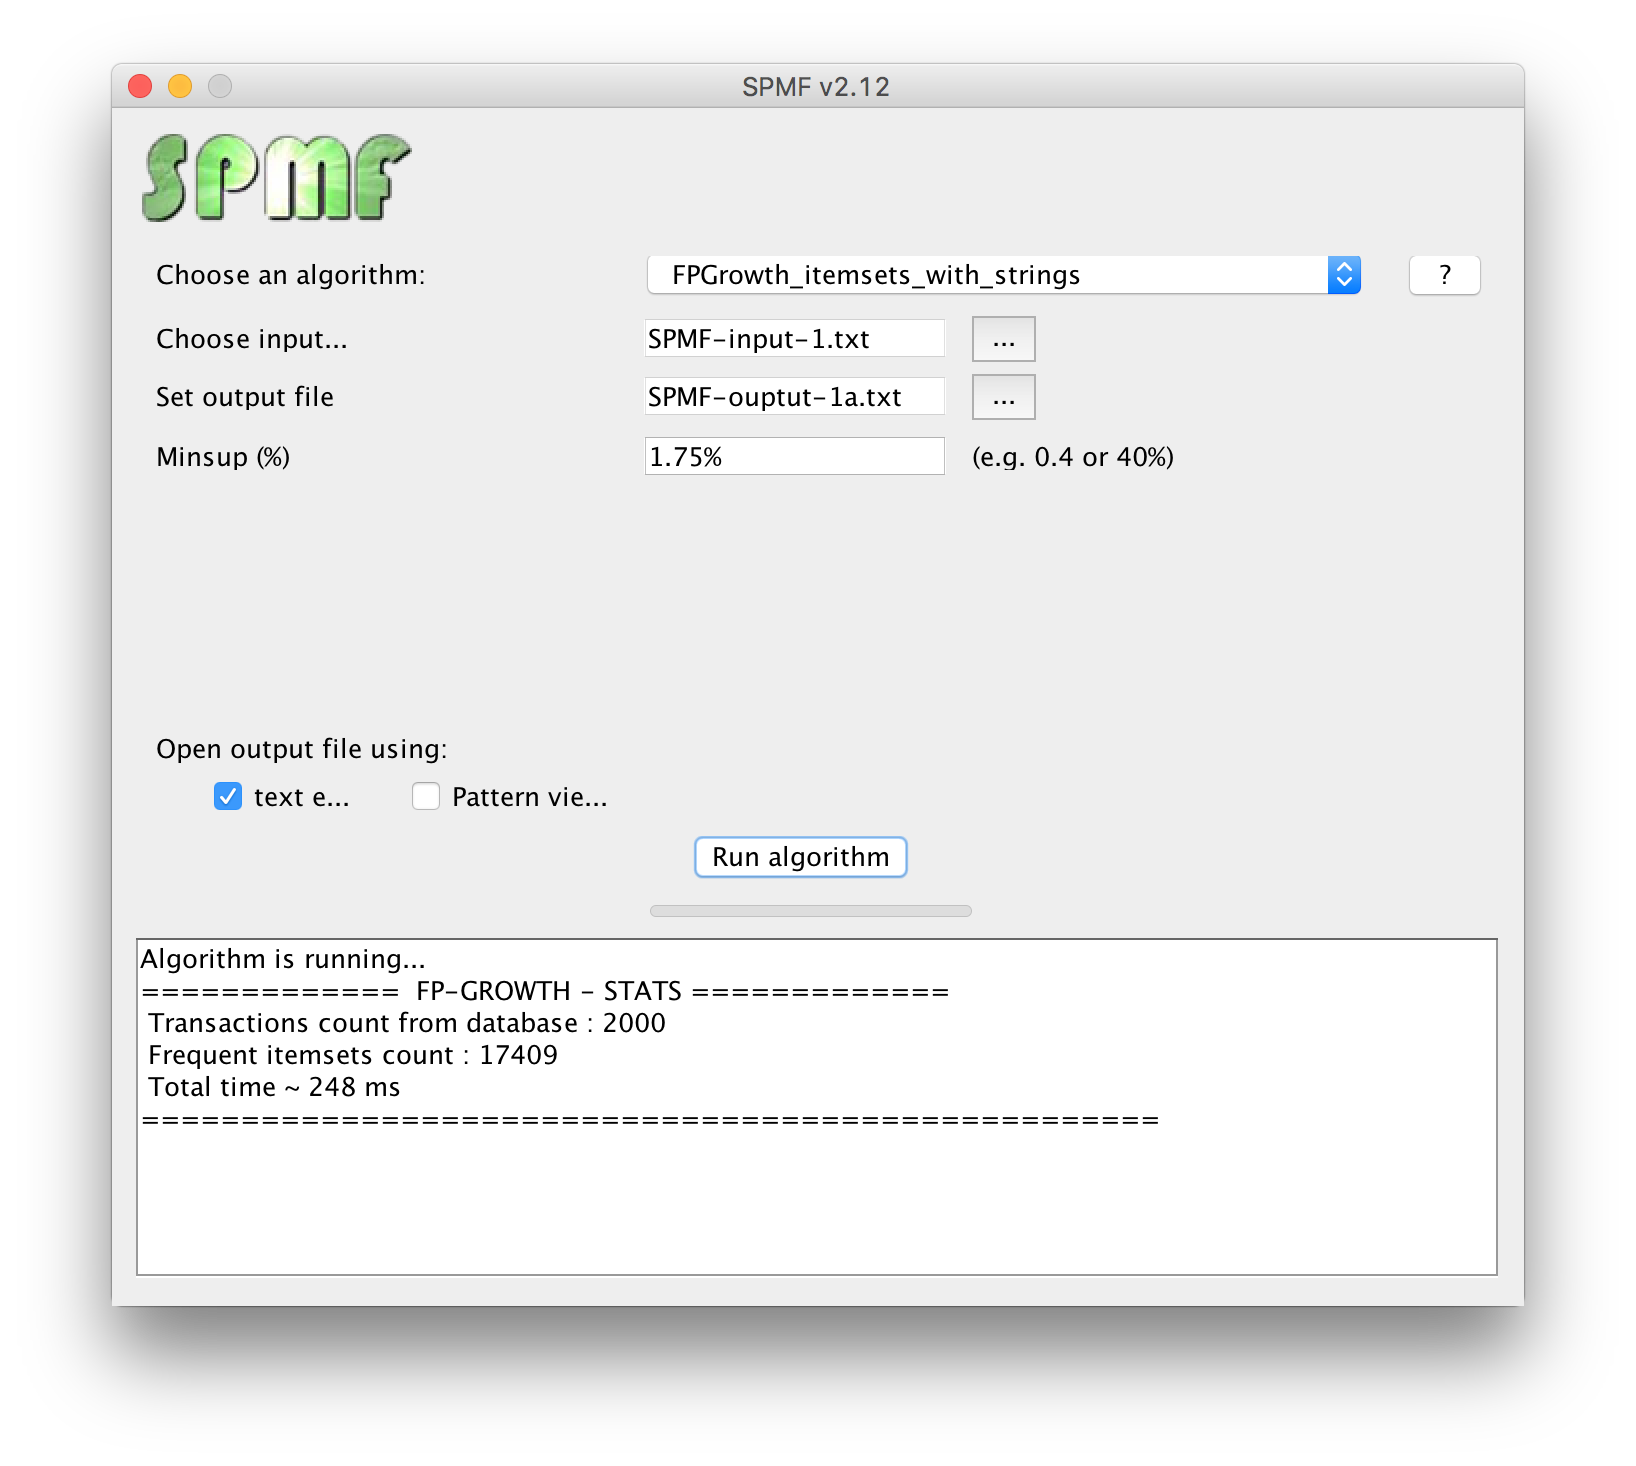 SPMF v2.12
SPMF
Choose an algorithm: FPGrowth_itemsets_with_strings ?
Choose input... SPMF-input-1.txt ...
Set output file SPMF-ouptut-1a.txt ...
Minsup (%) 1.75% (e.g. 0.4 or 40%)
Open output file using:
text e... Pattern vie...
Run algorithm
Algorithm is running...
============= FP-GROWTH - STATS =============
Transactions count from database : 2000
Frequent itemsets count : 17409
Total time ~ 248 ms
===================================================